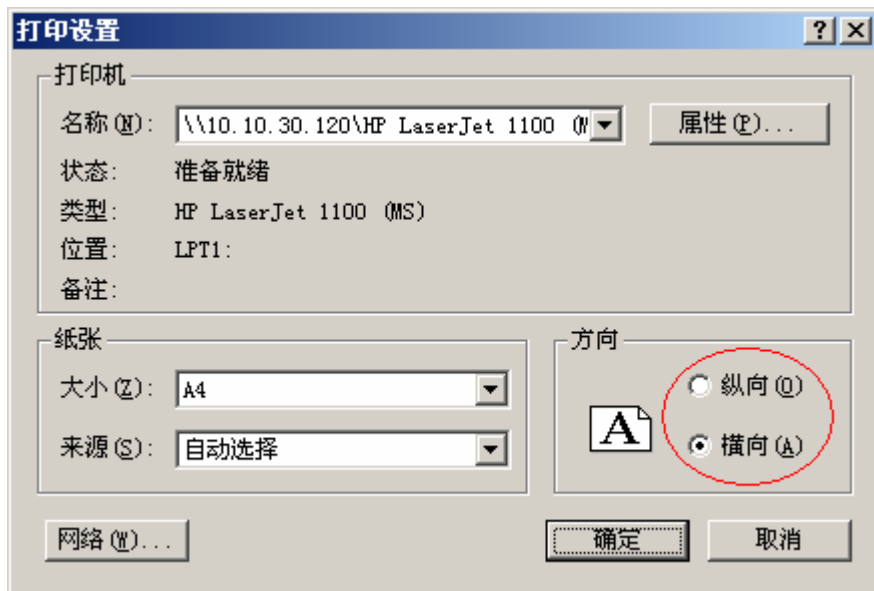 打印设置
打印机
名称(N): \\10.10.30.120\HP LaserJet 1100 (M 属性(P)...
状态: 准备就绪
类型: HP LaserJet 1100 (MS)
位置: LPT1:
备注:
纸张
大小(Z): A4
来源(S): 自动选择
方向
纵向(O)
A
横向(A)
网络(W)... 确定 取消